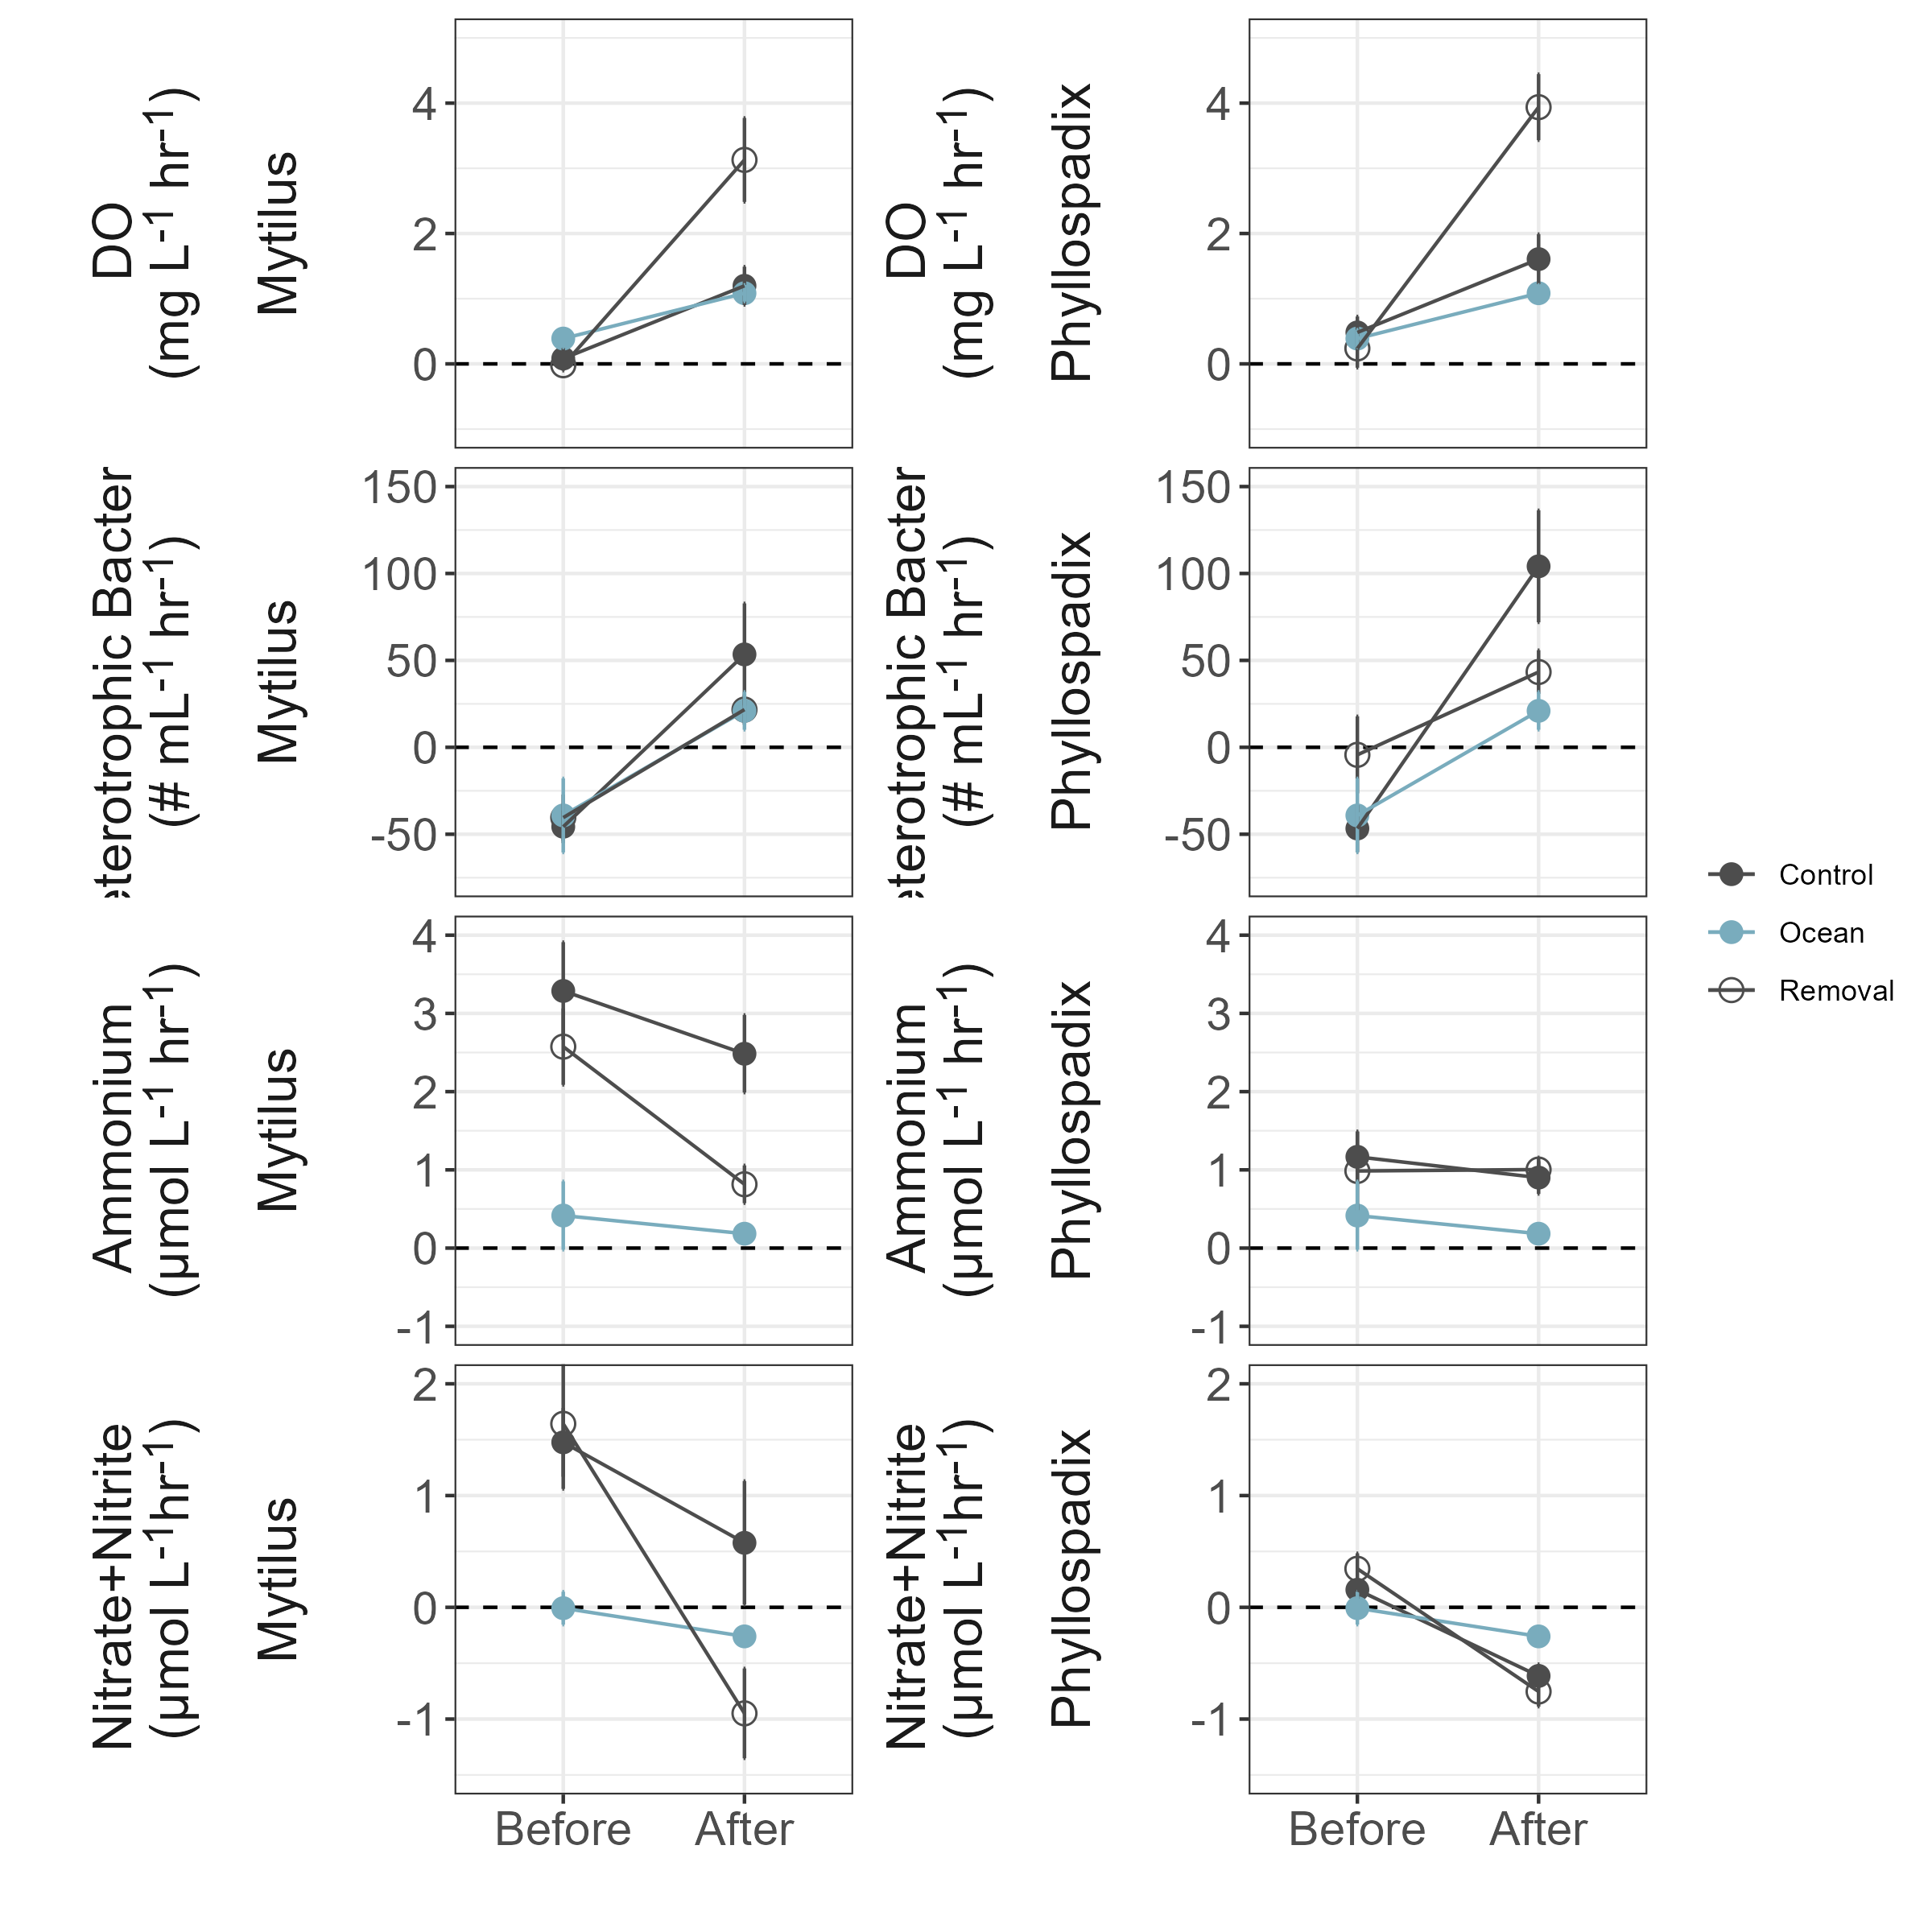 DO
(mg L-1 hr-1)
Mytilus
4
2
0
DO
(mg L-1 hr-1)
Phyllospadix
4
2
0
eterotrophic Bacter
(# mL-1 hr-1)
Mytilus
150
100
50
0
-50
eterotrophic Bacter
(# mL-1 hr-1)
Phyllospadix
150
100
50
0
-50
Ammonium
(μmol L-1 hr-1)
Mytilus
4
3
2
1
0
-1
Ammonium
(μmol L-1 hr-1)
Phyllospadix
4
3
2
1
0
-1
Nitrate+Nitrite
(μmol L-1hr-1)
Mytilus
2
1
0
-1
Before After
Nitrate+Nitrite
(μmol L-1hr-1)
Phyllospadix
2
1
0
-1
Before After
Control
Ocean
Removal